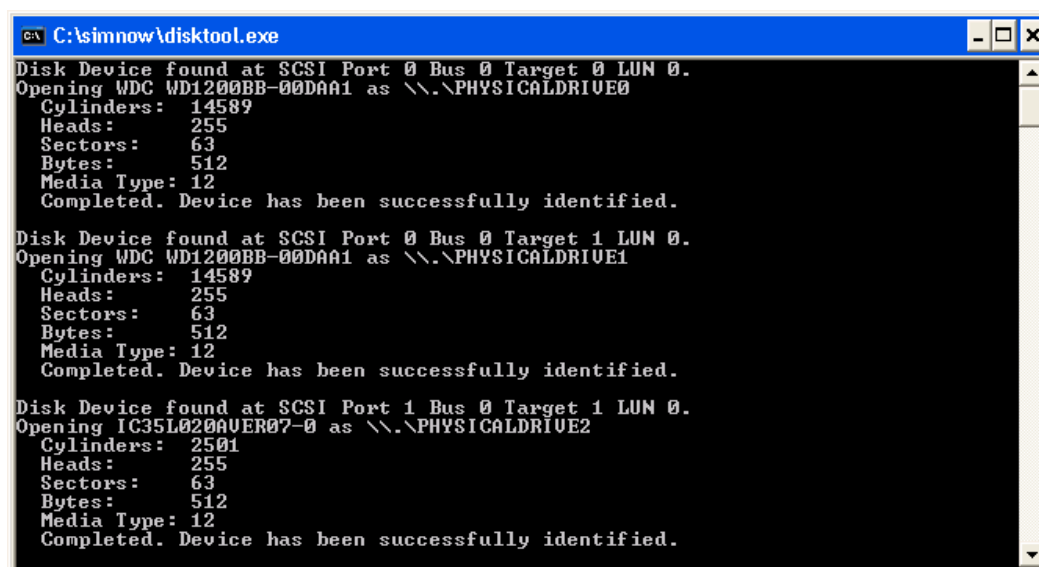 C:\simnow\disktool.exe
Disk Device found at SCSI Port 0 Bus 0 Target 0 LUN 0.
Opening WDC WD1200BB-00DAA1 as \\.\PHYSICALDRIVE0
  Cylinders:  14589
  Heads:      255
  Sectors:    63
  Bytes:      512
  Media Type: 12
  Completed. Device has been successfully identified.

Disk Device found at SCSI Port 0 Bus 0 Target 1 LUN 0.
Opening WDC WD1200BB-00DAA1 as \\.\PHYSICALDRIVE1
  Cylinders:  14589
  Heads:      255
  Sectors:    63
  Bytes:      512
  Media Type: 12
  Completed. Device has been successfully identified.

Disk Device found at SCSI Port 1 Bus 0 Target 1 LUN 0.
Opening IC35L020AVER07-0 as \\.\PHYSICALDRIVE2
  Cylinders:  2501
  Heads:      255
  Sectors:    63
  Bytes:      512
  Media Type: 12
  Completed. Device has been successfully identified.